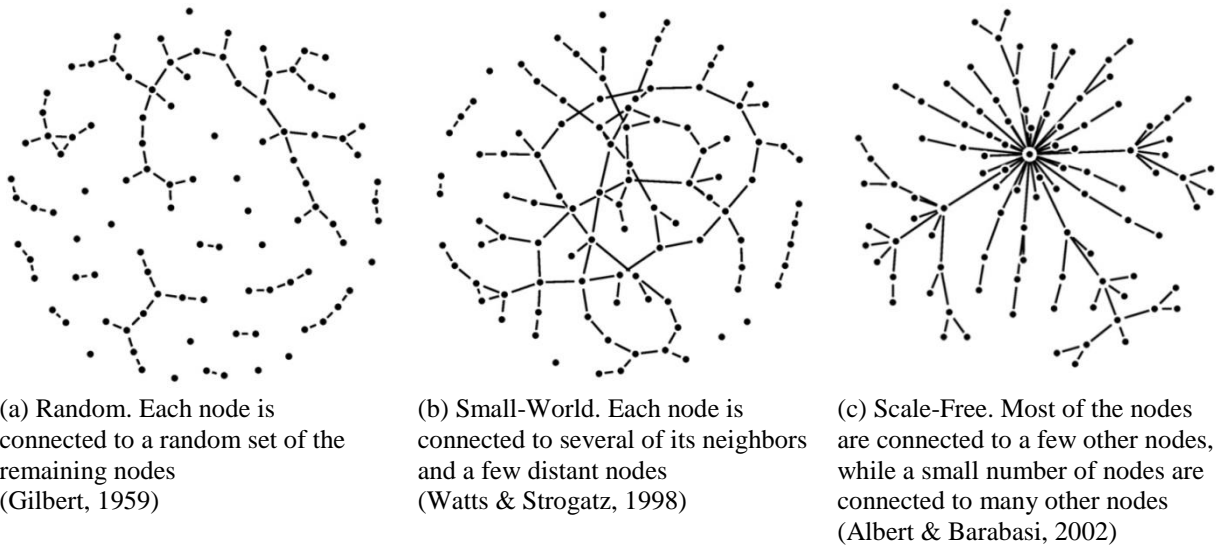 (a) Random. Each node is
connected to a random set of the
remaining nodes
(Gilbert, 1959)
(b) Small-World. Each node is
connected to several of its neighbors
and a few distant nodes
(Watts & Strogatz, 1998)
(c) Scale-Free. Most of the nodes
are connected to a few other nodes,
while a small number of nodes are
connected to many other nodes
(Albert & Barabasi, 2002)